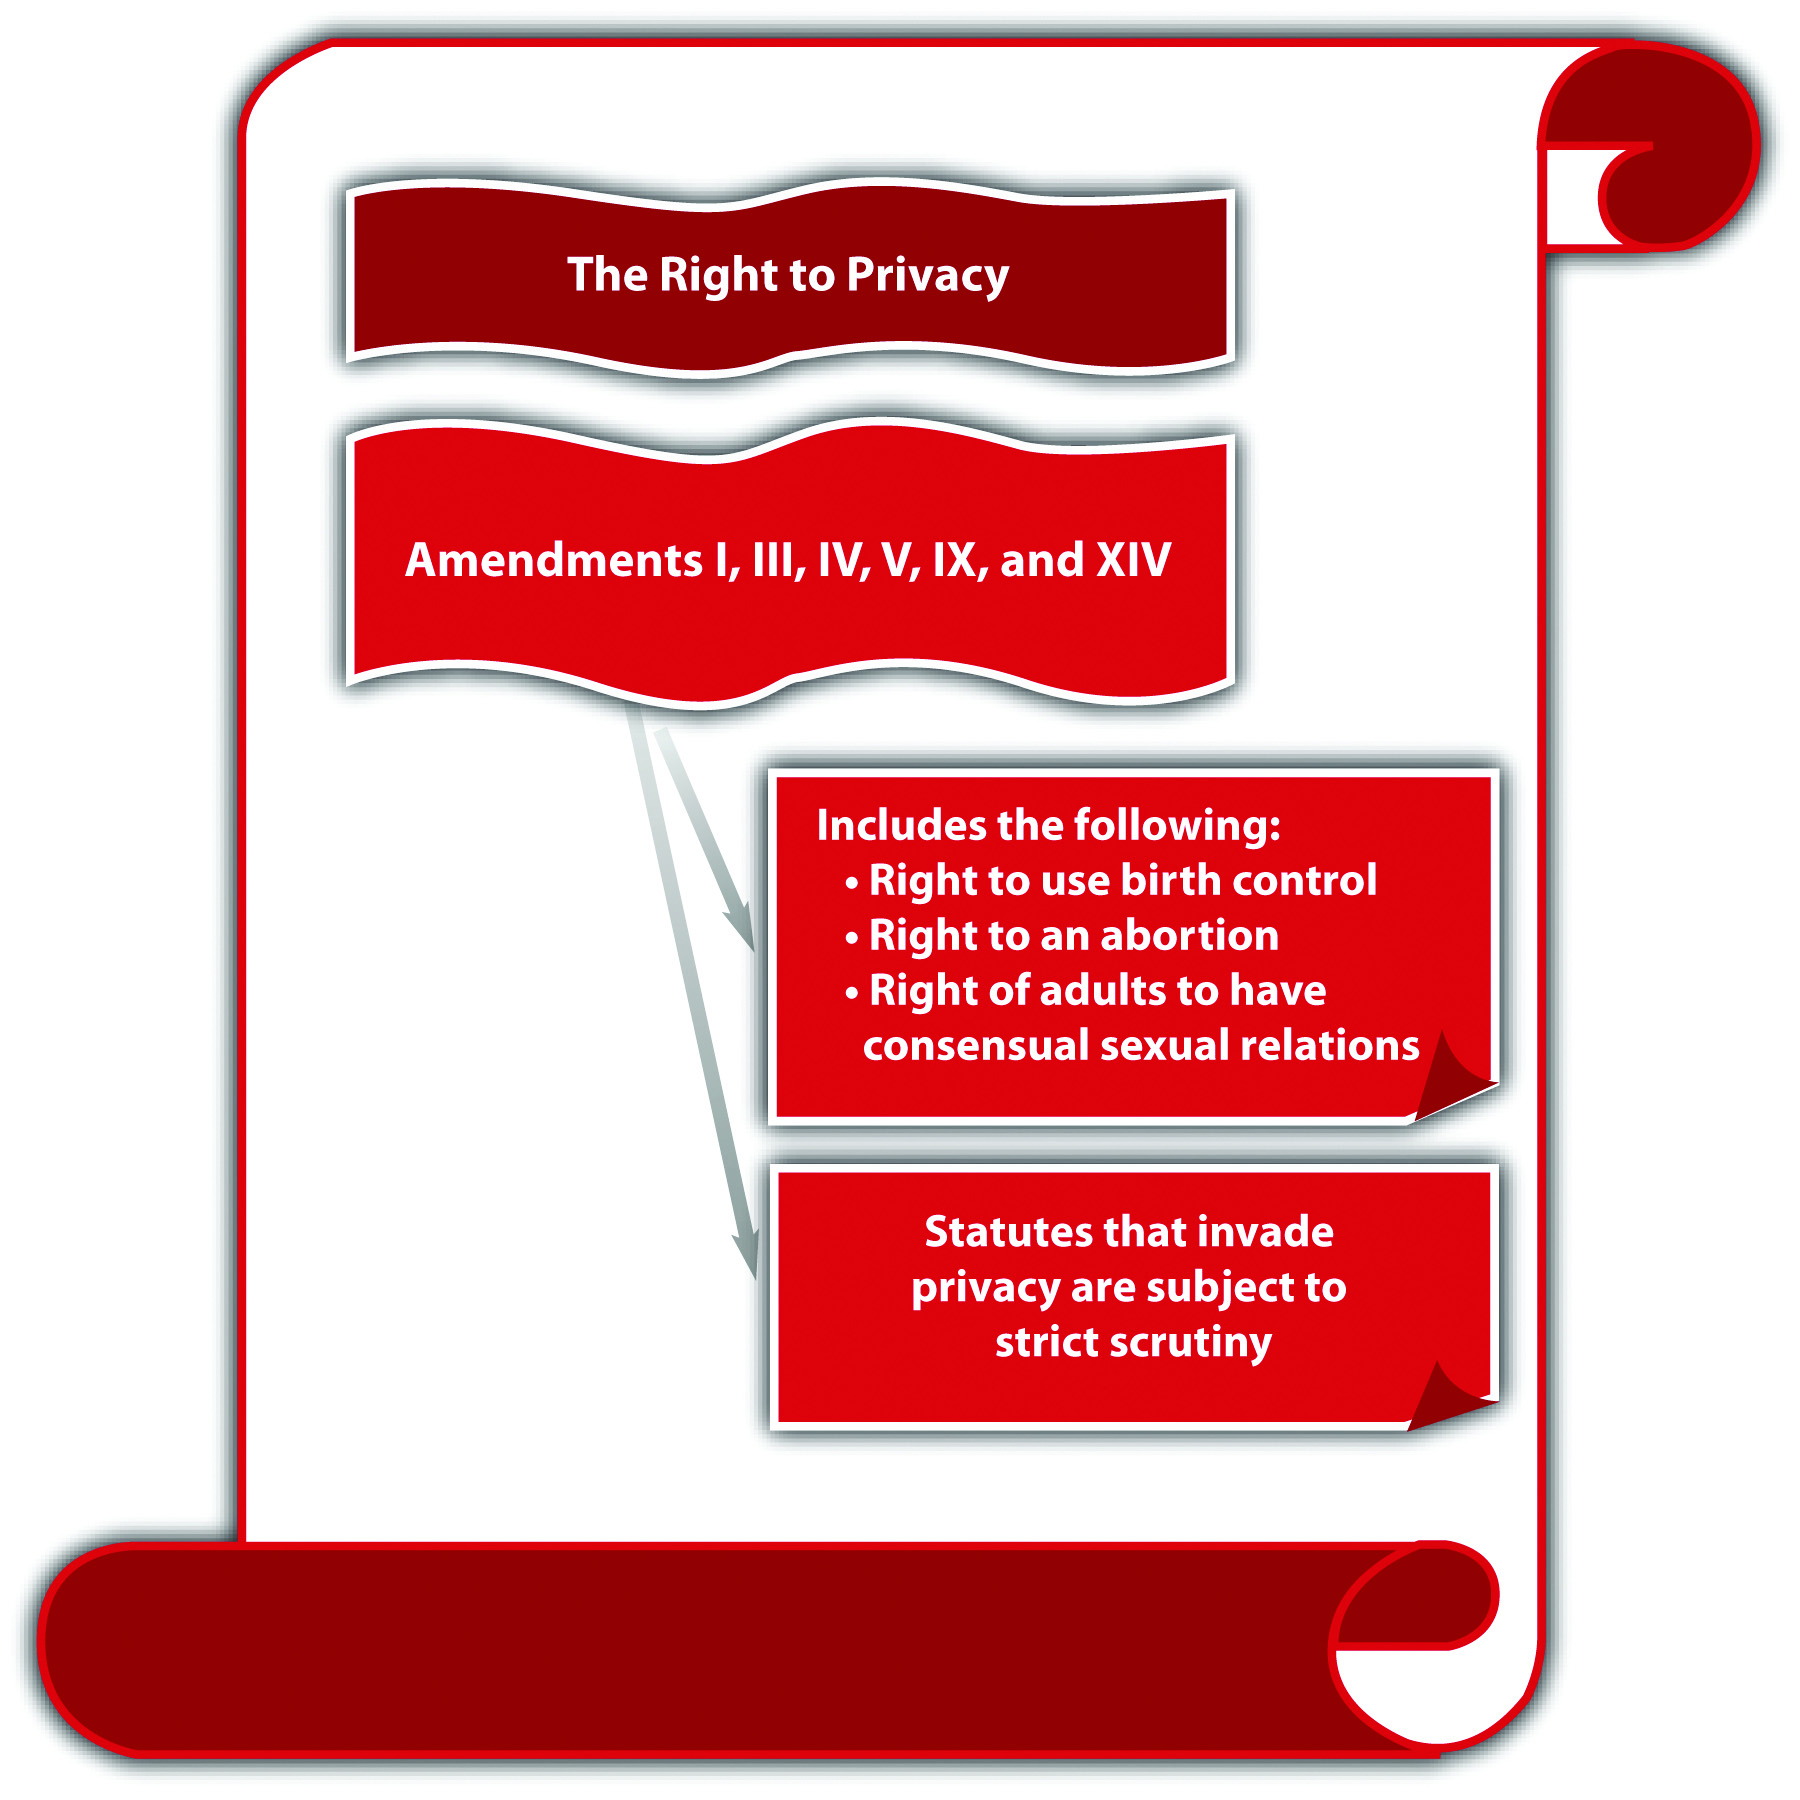 The Right to Privacy
Amendments I, III, IV, V, IX, and XIV
Includes the following:
• Right to use birth control
• Right to an abortion
• Right of adults to have
consensual sexual relations
Statutes that invade
privacy are subject to
strict scrutiny